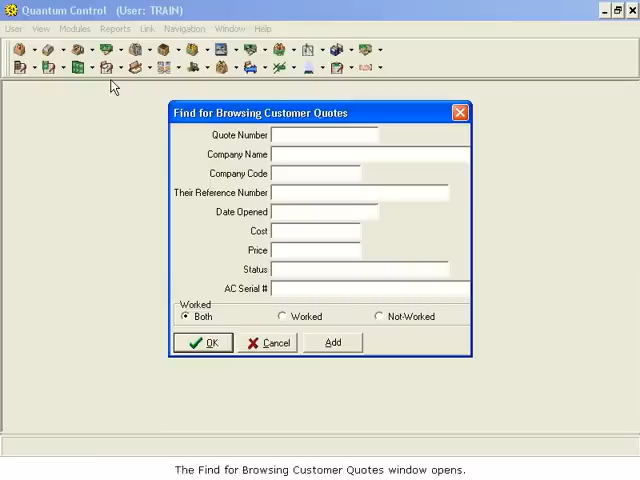 Quantum Control (User: TRAIN)
User View Modules Reports Link Navigation Window Help
Find for Browsing Customer Quotes
Quote Number
Company Name
Company Code
Their Reference Number
Date Opened
Cost
Price
Status
AC Serial #
Worked
Both Worked Not-Worked
OK Cancel Add
The Find for Browsing Customer Quotes window opens.